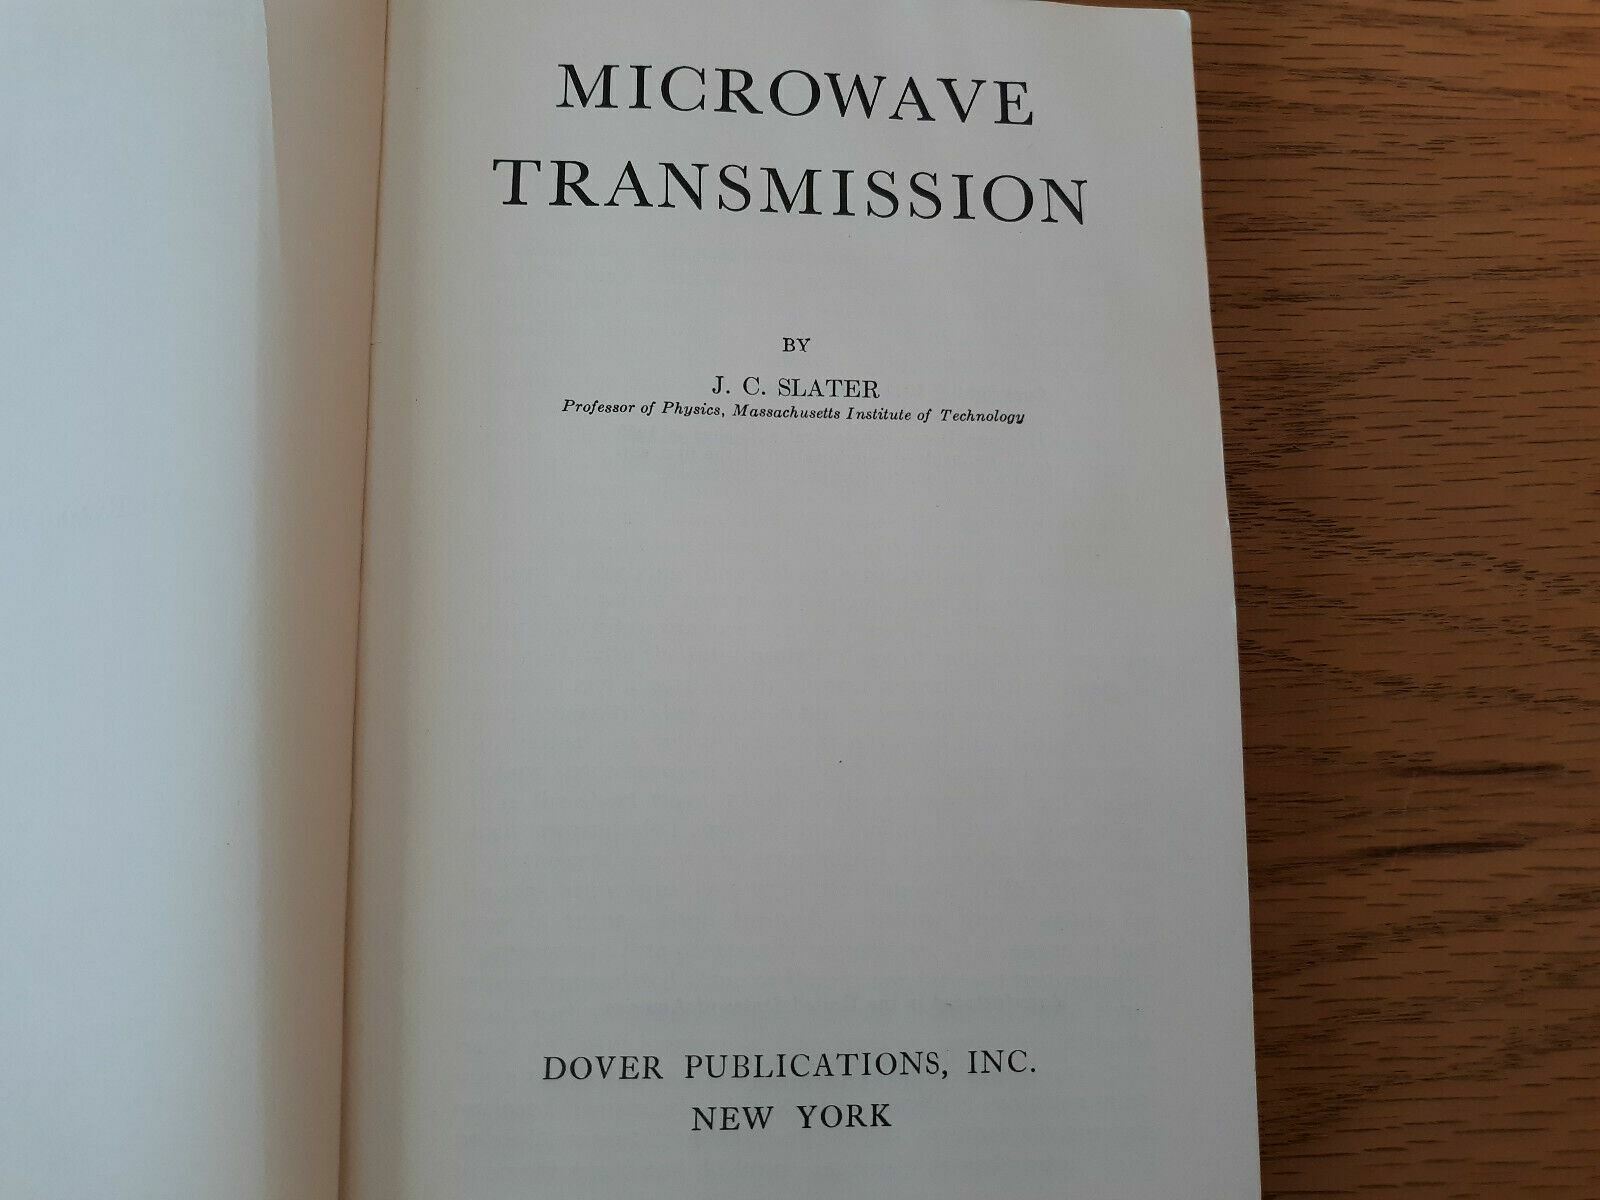 MICROWAVE
TRANSMISSION
BY
J. C. SLATER
Professor of Physics, Massachusetts Institute of Technology
DOVER PUBLICATIONS, INC.
NEW YORK